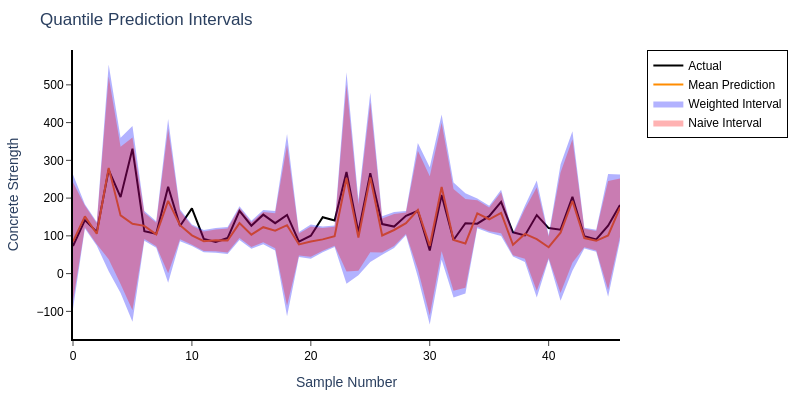 Quantile Prediction Intervals
Concrete Strength
500
400
300
200
100
0
−100
0 10 20 30 40
Sample Number
Actual
Mean Prediction
Weighted Interval
Naive Interval